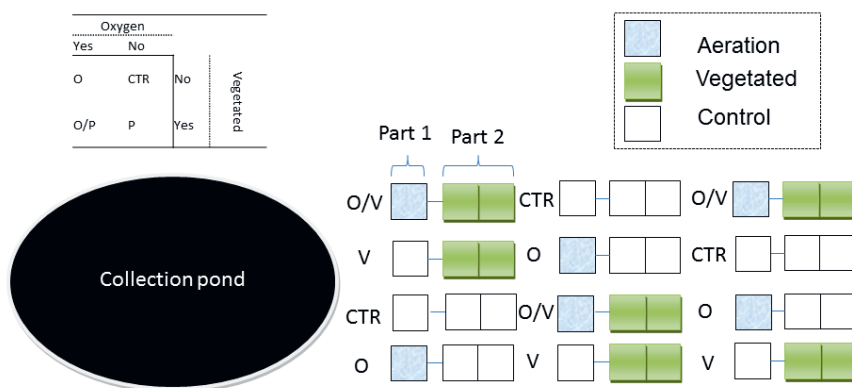 Oxygen
Yes No
O CTR No
O/P P Yes
Vegetated
Aeration
Vegetated
Control
Part 1 Part 2
O/V CTR O/V
V O CTR
CTR O/V O
O V V
Collection pond